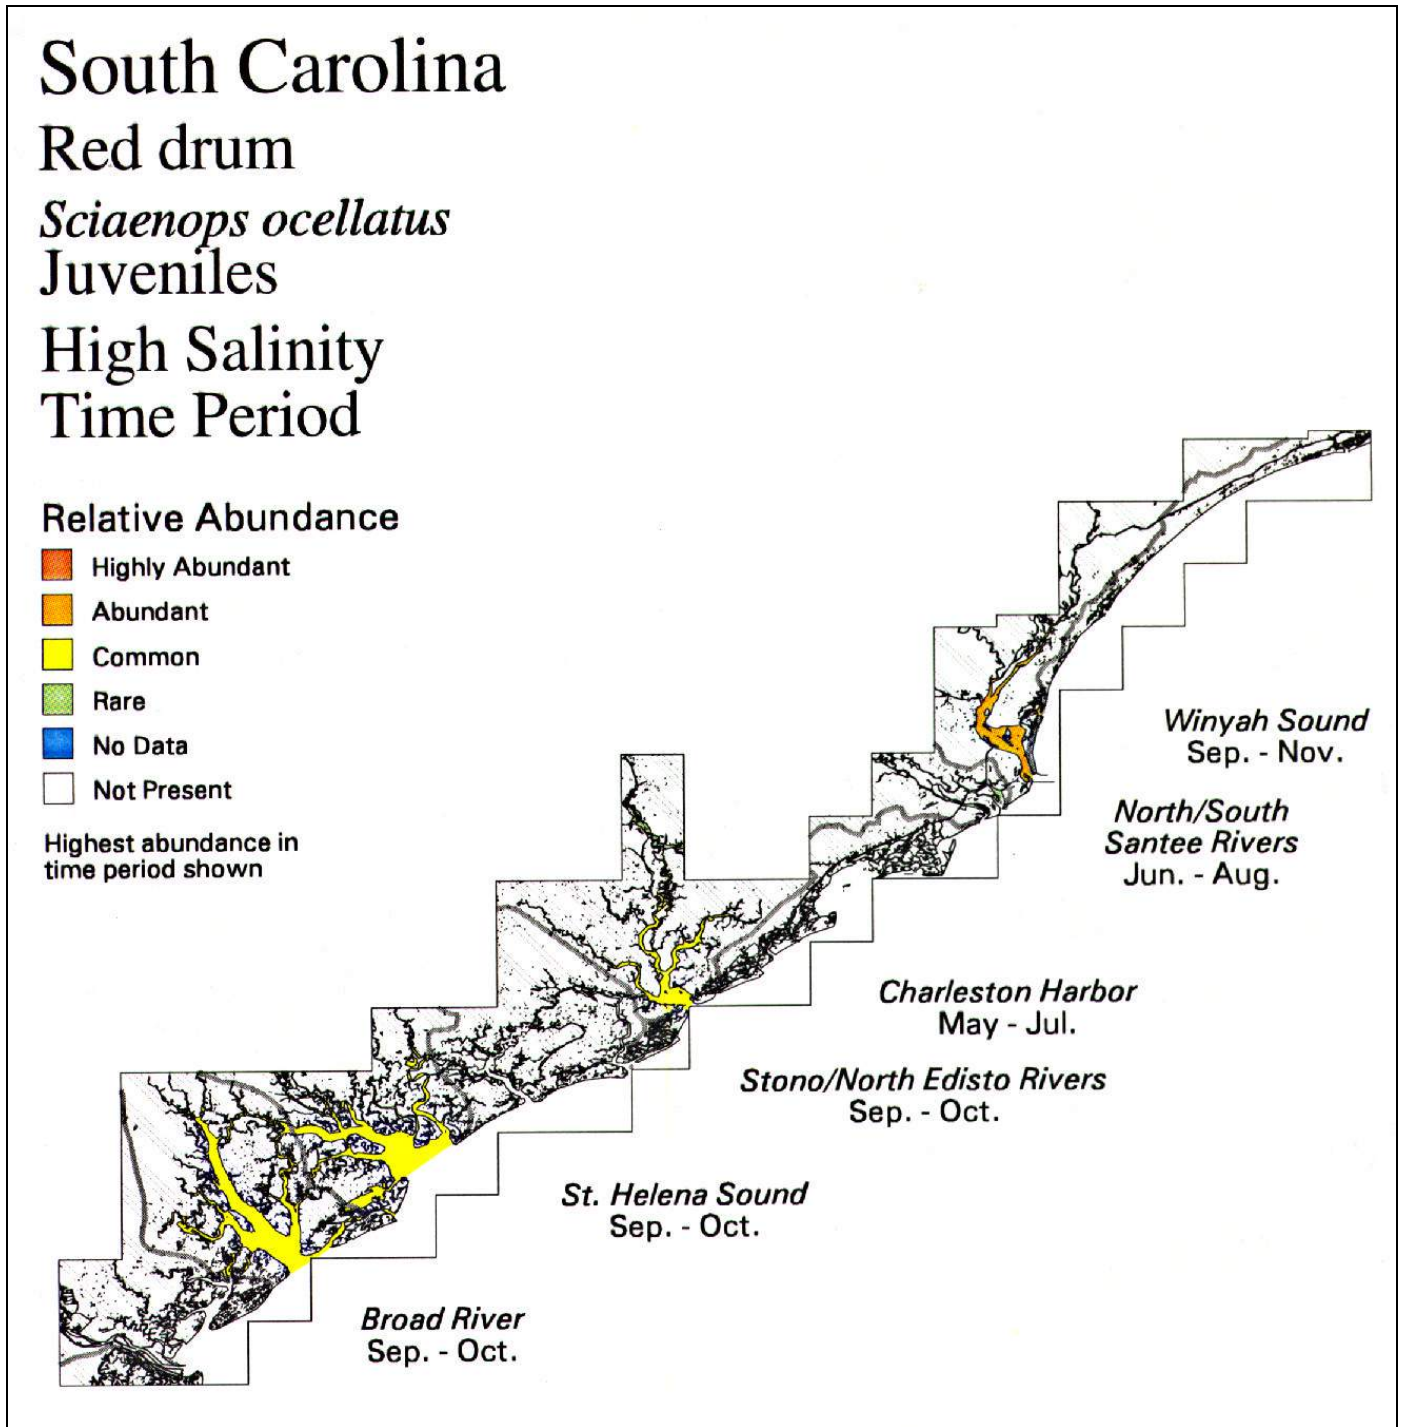 South Carolina
Red drum
Sciaenops ocellatus
Juveniles
High Salinity
Time Period
Relative Abundance
Highly Abundant
Abundant
Common
Rare
No Data
Not Present
Highest abundance in
time period shown
Winyah Sound
Sep. - Nov.
North/South
Santee Rivers
Jun. - Aug.
Charleston Harbor
May - Jul.
Stono/North Edisto Rivers
Sep. - Oct.
St. Helena Sound
Sep. - Oct.
Broad River
Sep. - Oct.